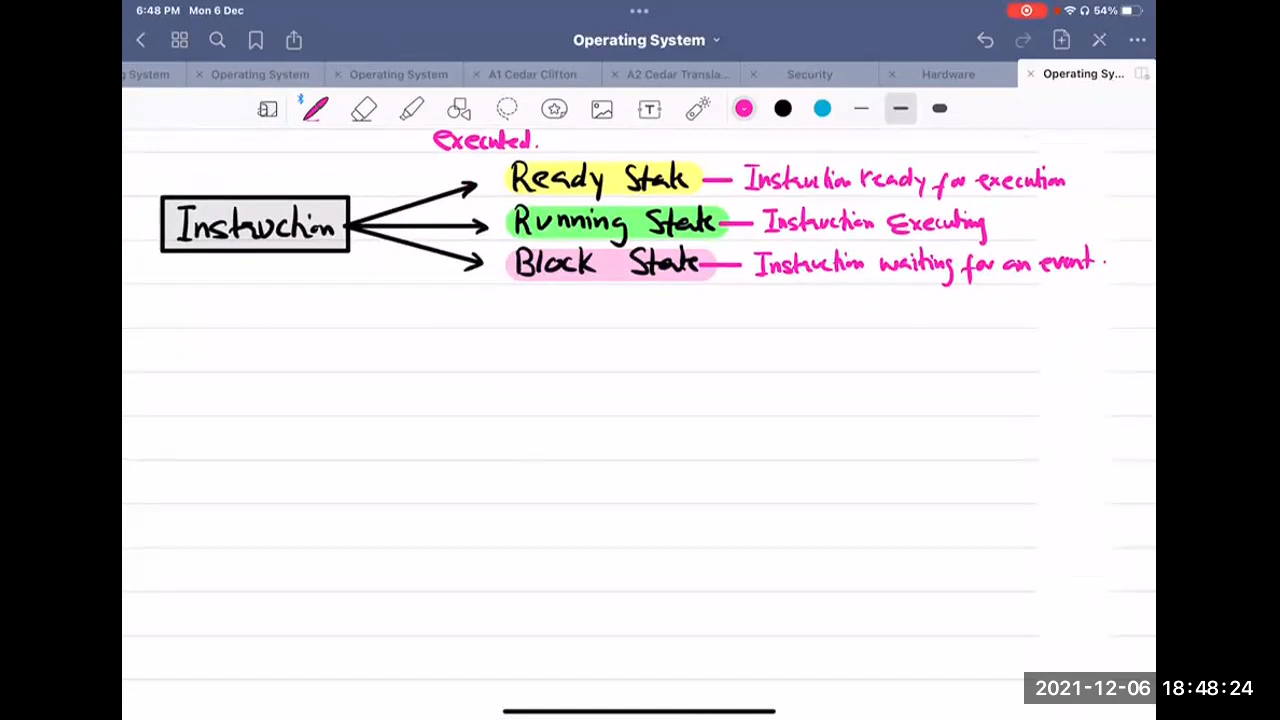 6:48 PM Mon 6 Dec
54%
Operating System
g System
Operating System
Operating System
A1 Cedar Clifton
A2 Cedar Transla...
Security
Hardware
Operating Sy...
T
executed.
Instruction
Ready State — Instruction ready for execution
Running State — Instruction Executing
Block State — Instruction waiting for an event.
2021-12-06 18:48:24